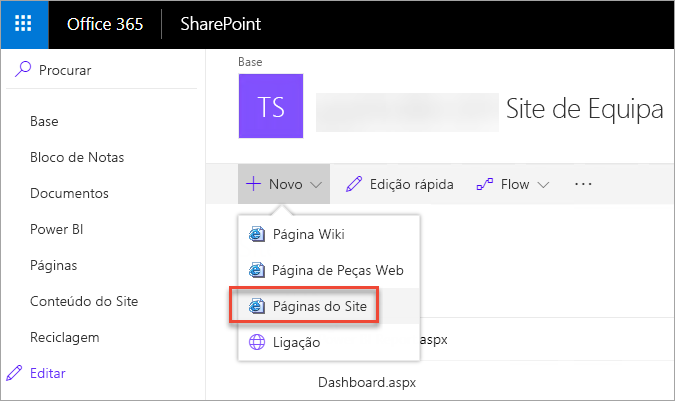 Office 365 SharePoint
Procurar
Base
Bloco de Notas
Documentos
Power BI
Páginas
Conteúdo do Site
Reciclagem
Editar
Base
TS Site de Equipa
Novo Edição rápida Flow ...
Página Wiki
Página de Peças Web
Páginas do Site
Ligação
.aspx
Dashboard.aspx